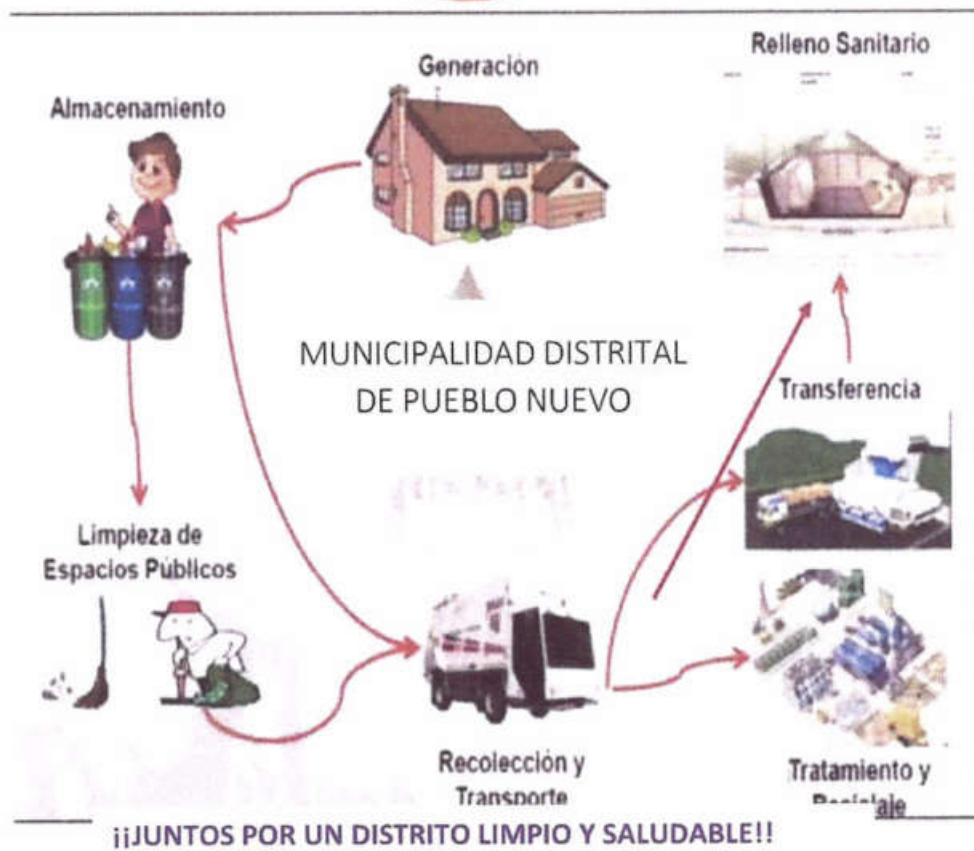 Relleno Sanitario
Generación
Almacenamiento
MUNICIPALIDAD DISTRITAL
DE PUEBLO NUEVO
Transferencia
Limpieza de
Espacios Públicos
Recolección y
Transporte
Tratamiento y
¡¡JUNTOS POR UN DISTRITO LIMPIO Y SALUDABLE!!